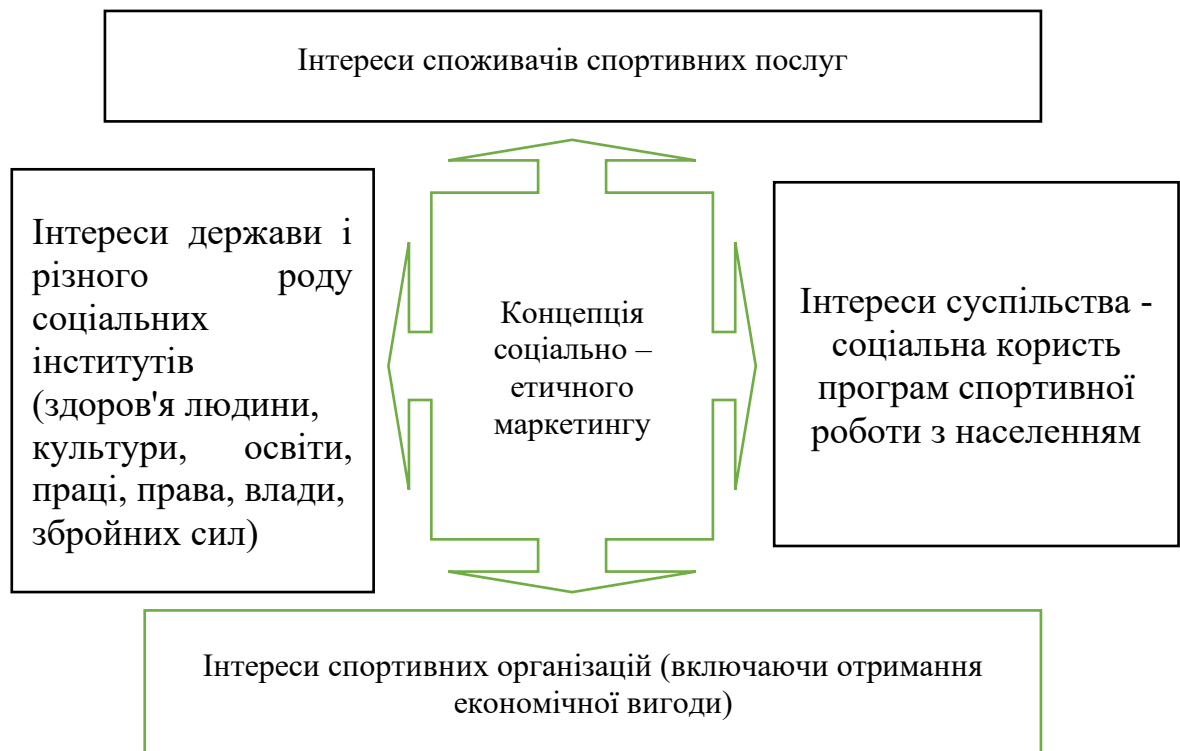 Інтереси споживачів спортивних послуг
Інтереси держави і
різного роду
соціальних
інститутів
(здоров'я людини,
культури, освіти,
праці, права, влади,
збройних сил)
Концепція
соціально –
етичного
маркетингу
Інтереси суспільства -
соціальна користь
програм спортивної
роботи з населенням
Інтереси спортивних організацій (включаючи отримання
економічної вигоди)